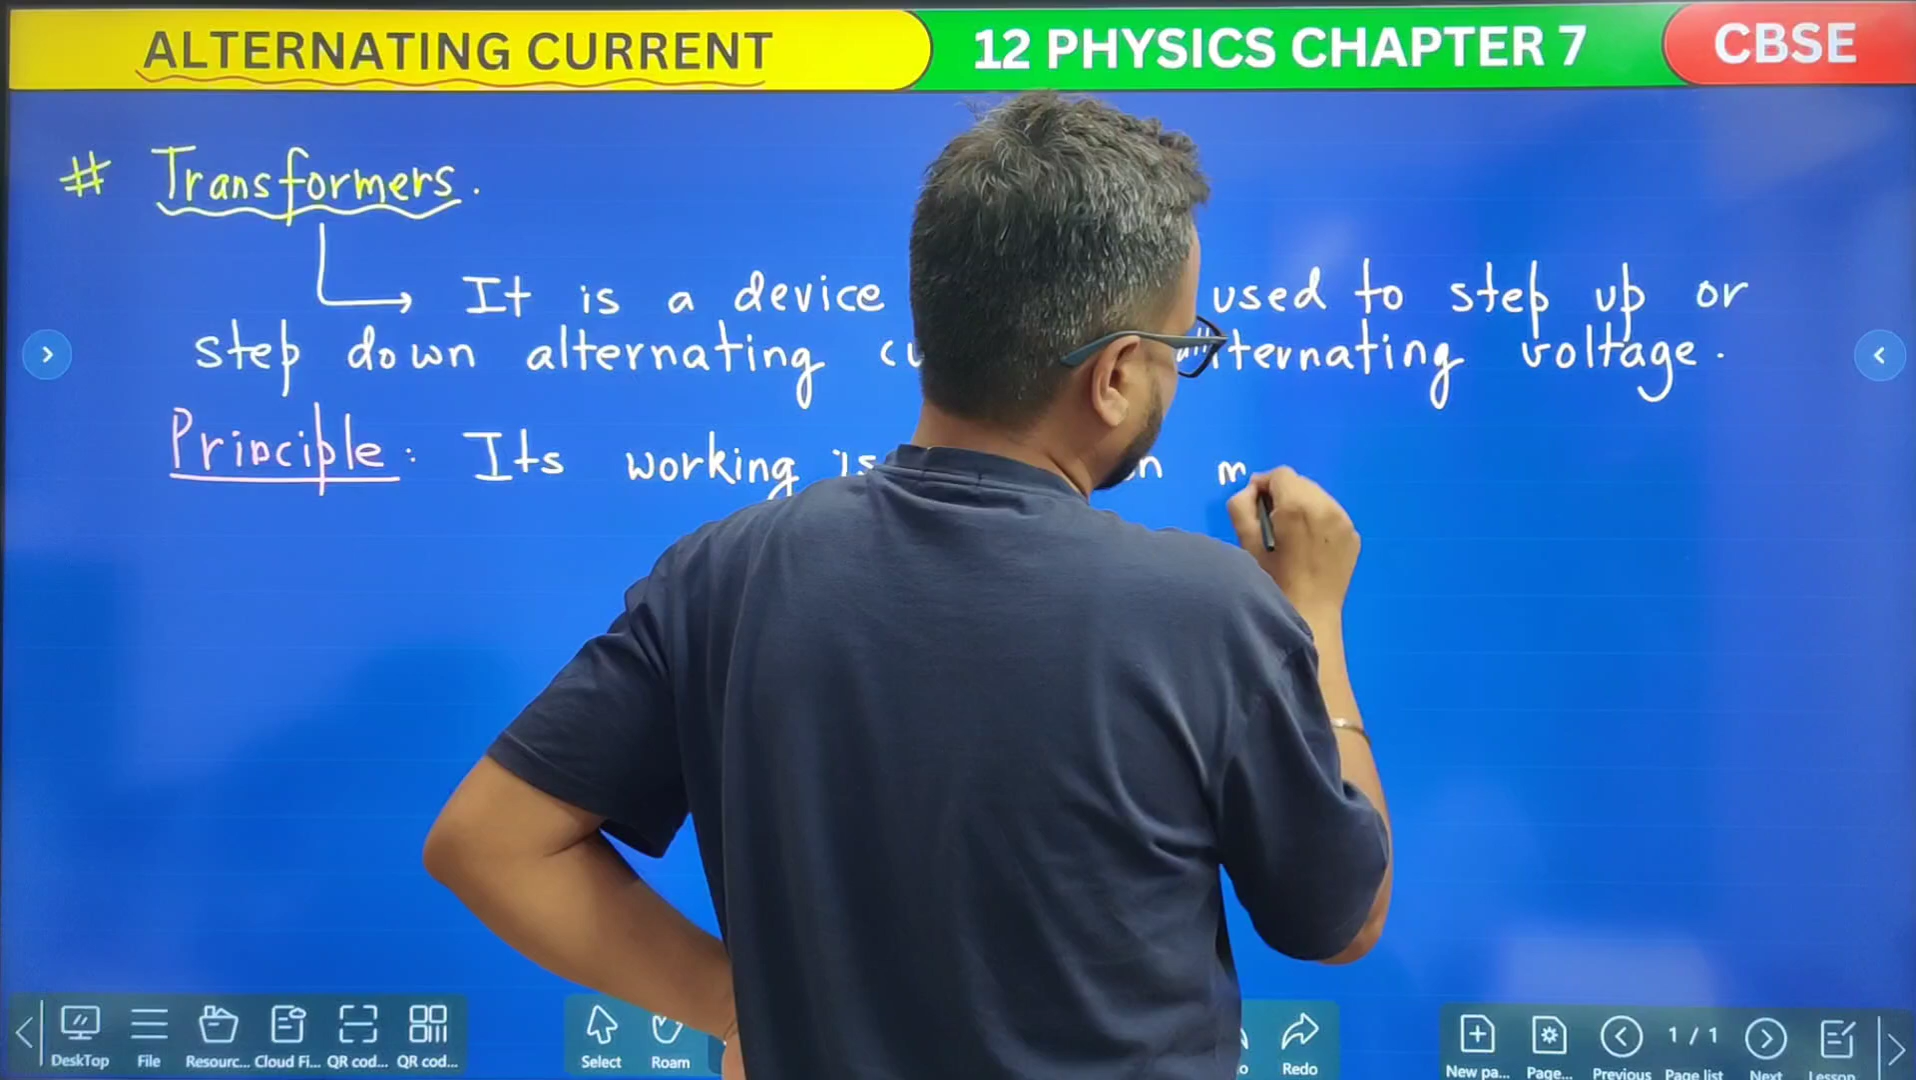 ALTERNATING CURRENT
12 PHYSICS CHAPTER 7
CBSE
# Transformers.
It is a device used to step up or
step down alternating voltage.
Principle: Its working is
DeskTop
File
Resourc...
Cloud Fi...
QR cod...
QR cod...
Select
Roam
Redo
New pa...
Page...
Previous
1 / 1
Page list
Next
Lesson